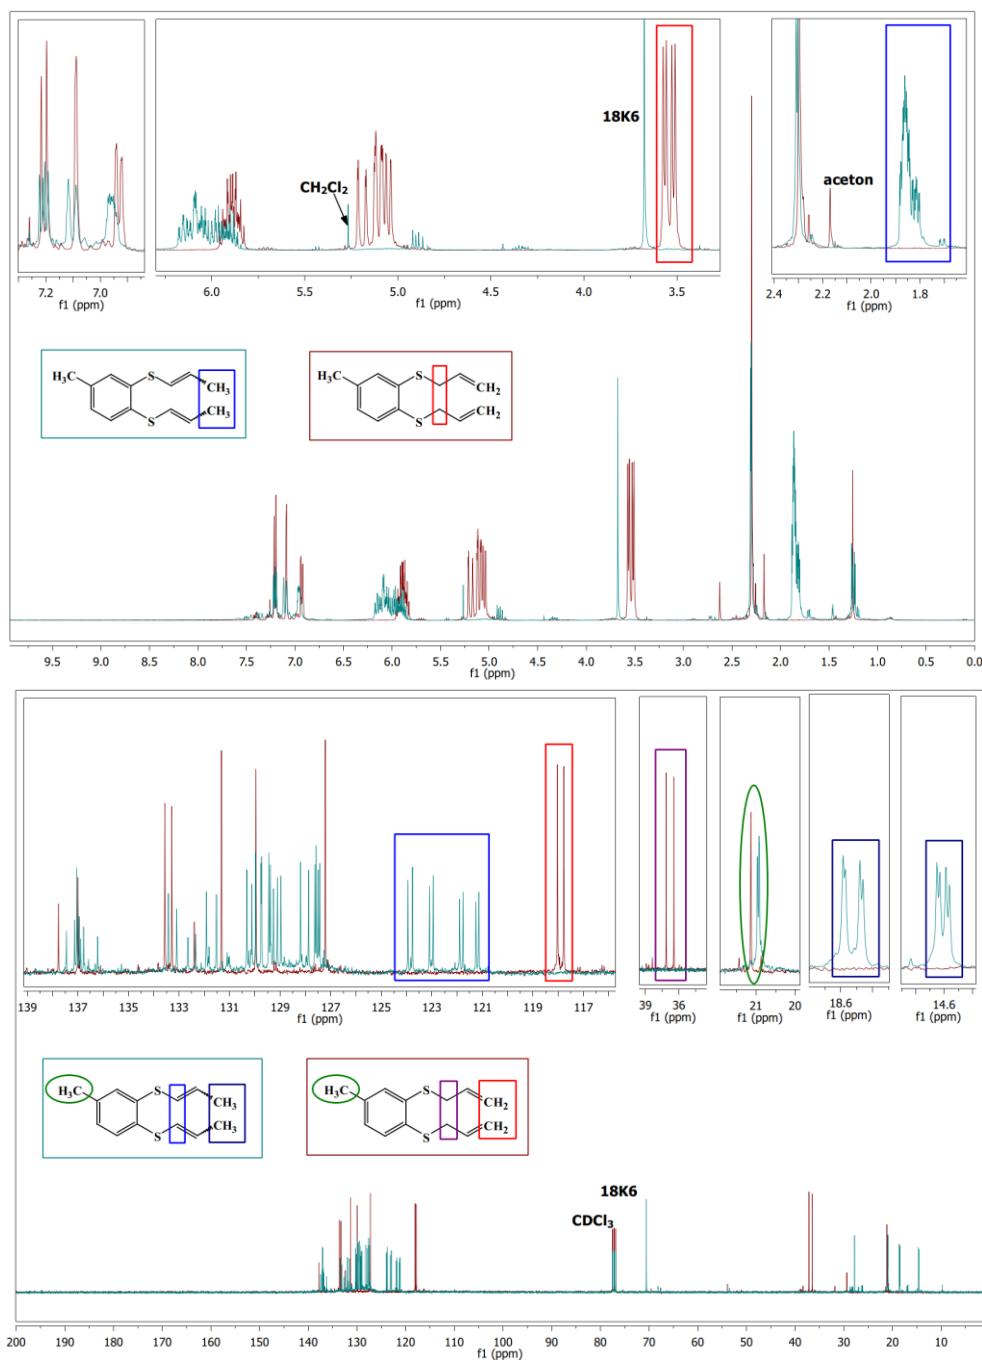 18K6
CH₂Cl₂
aceton
7.2 7.0
f1 (ppm)
6.0 5.5 5.0 4.5 4.0 3.5
f1 (ppm)
2.4 2.2 2.0 1.8
f1 (ppm)
H₃C S CH₃
CH₃
S
H₃C S CH₂
CH₂
S
9.5 9.0 8.5 8.0 7.5 7.0 6.5 6.0 5.5 5.0 4.5 4.0 3.5 3.0 2.5 2.0 1.5 1.0 0.5 0.0
f1 (ppm)
139 137 135 133 131 129 127 125 123 121 119 117
f1 (ppm)
39 36
f1 (ppm)
21 20
f1 (ppm)
18.6
f1 (ppm)
14.6
f1 (ppm)
H₃C S CH₃
CH₃
S
H₃C S CH₂
CH₂
S
18K6
CDCl₃
200 190 180 170 160 150 140 130 120 110 100 90 80 70 60 50 40 30 20 10
f1 (ppm)